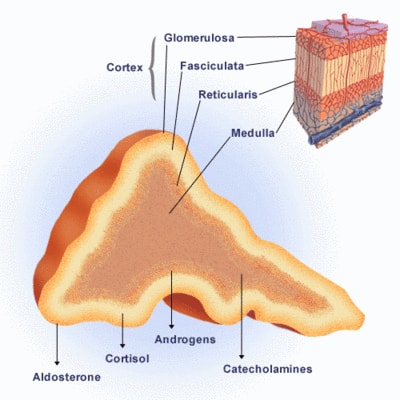 Glomerulosa
Cortex
Fasciculata
Reticularis
Medulla
Androgens
Cortisol
Catecholamines
Aldosterone